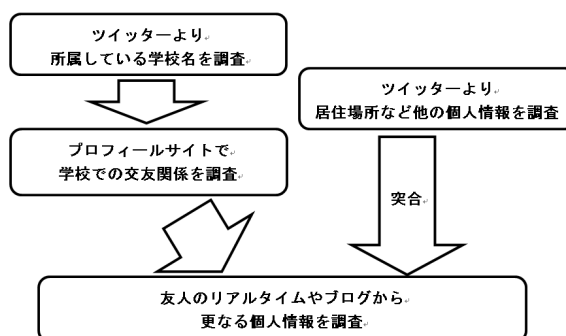 ツイッターより
所属している学校名を調査
ツイッターより
居住場所など他の個人情報を調査
プロフィールサイトで
学校での交友関係を調査
突合
友人のリアルタイムやブログから
更なる個人情報を調査